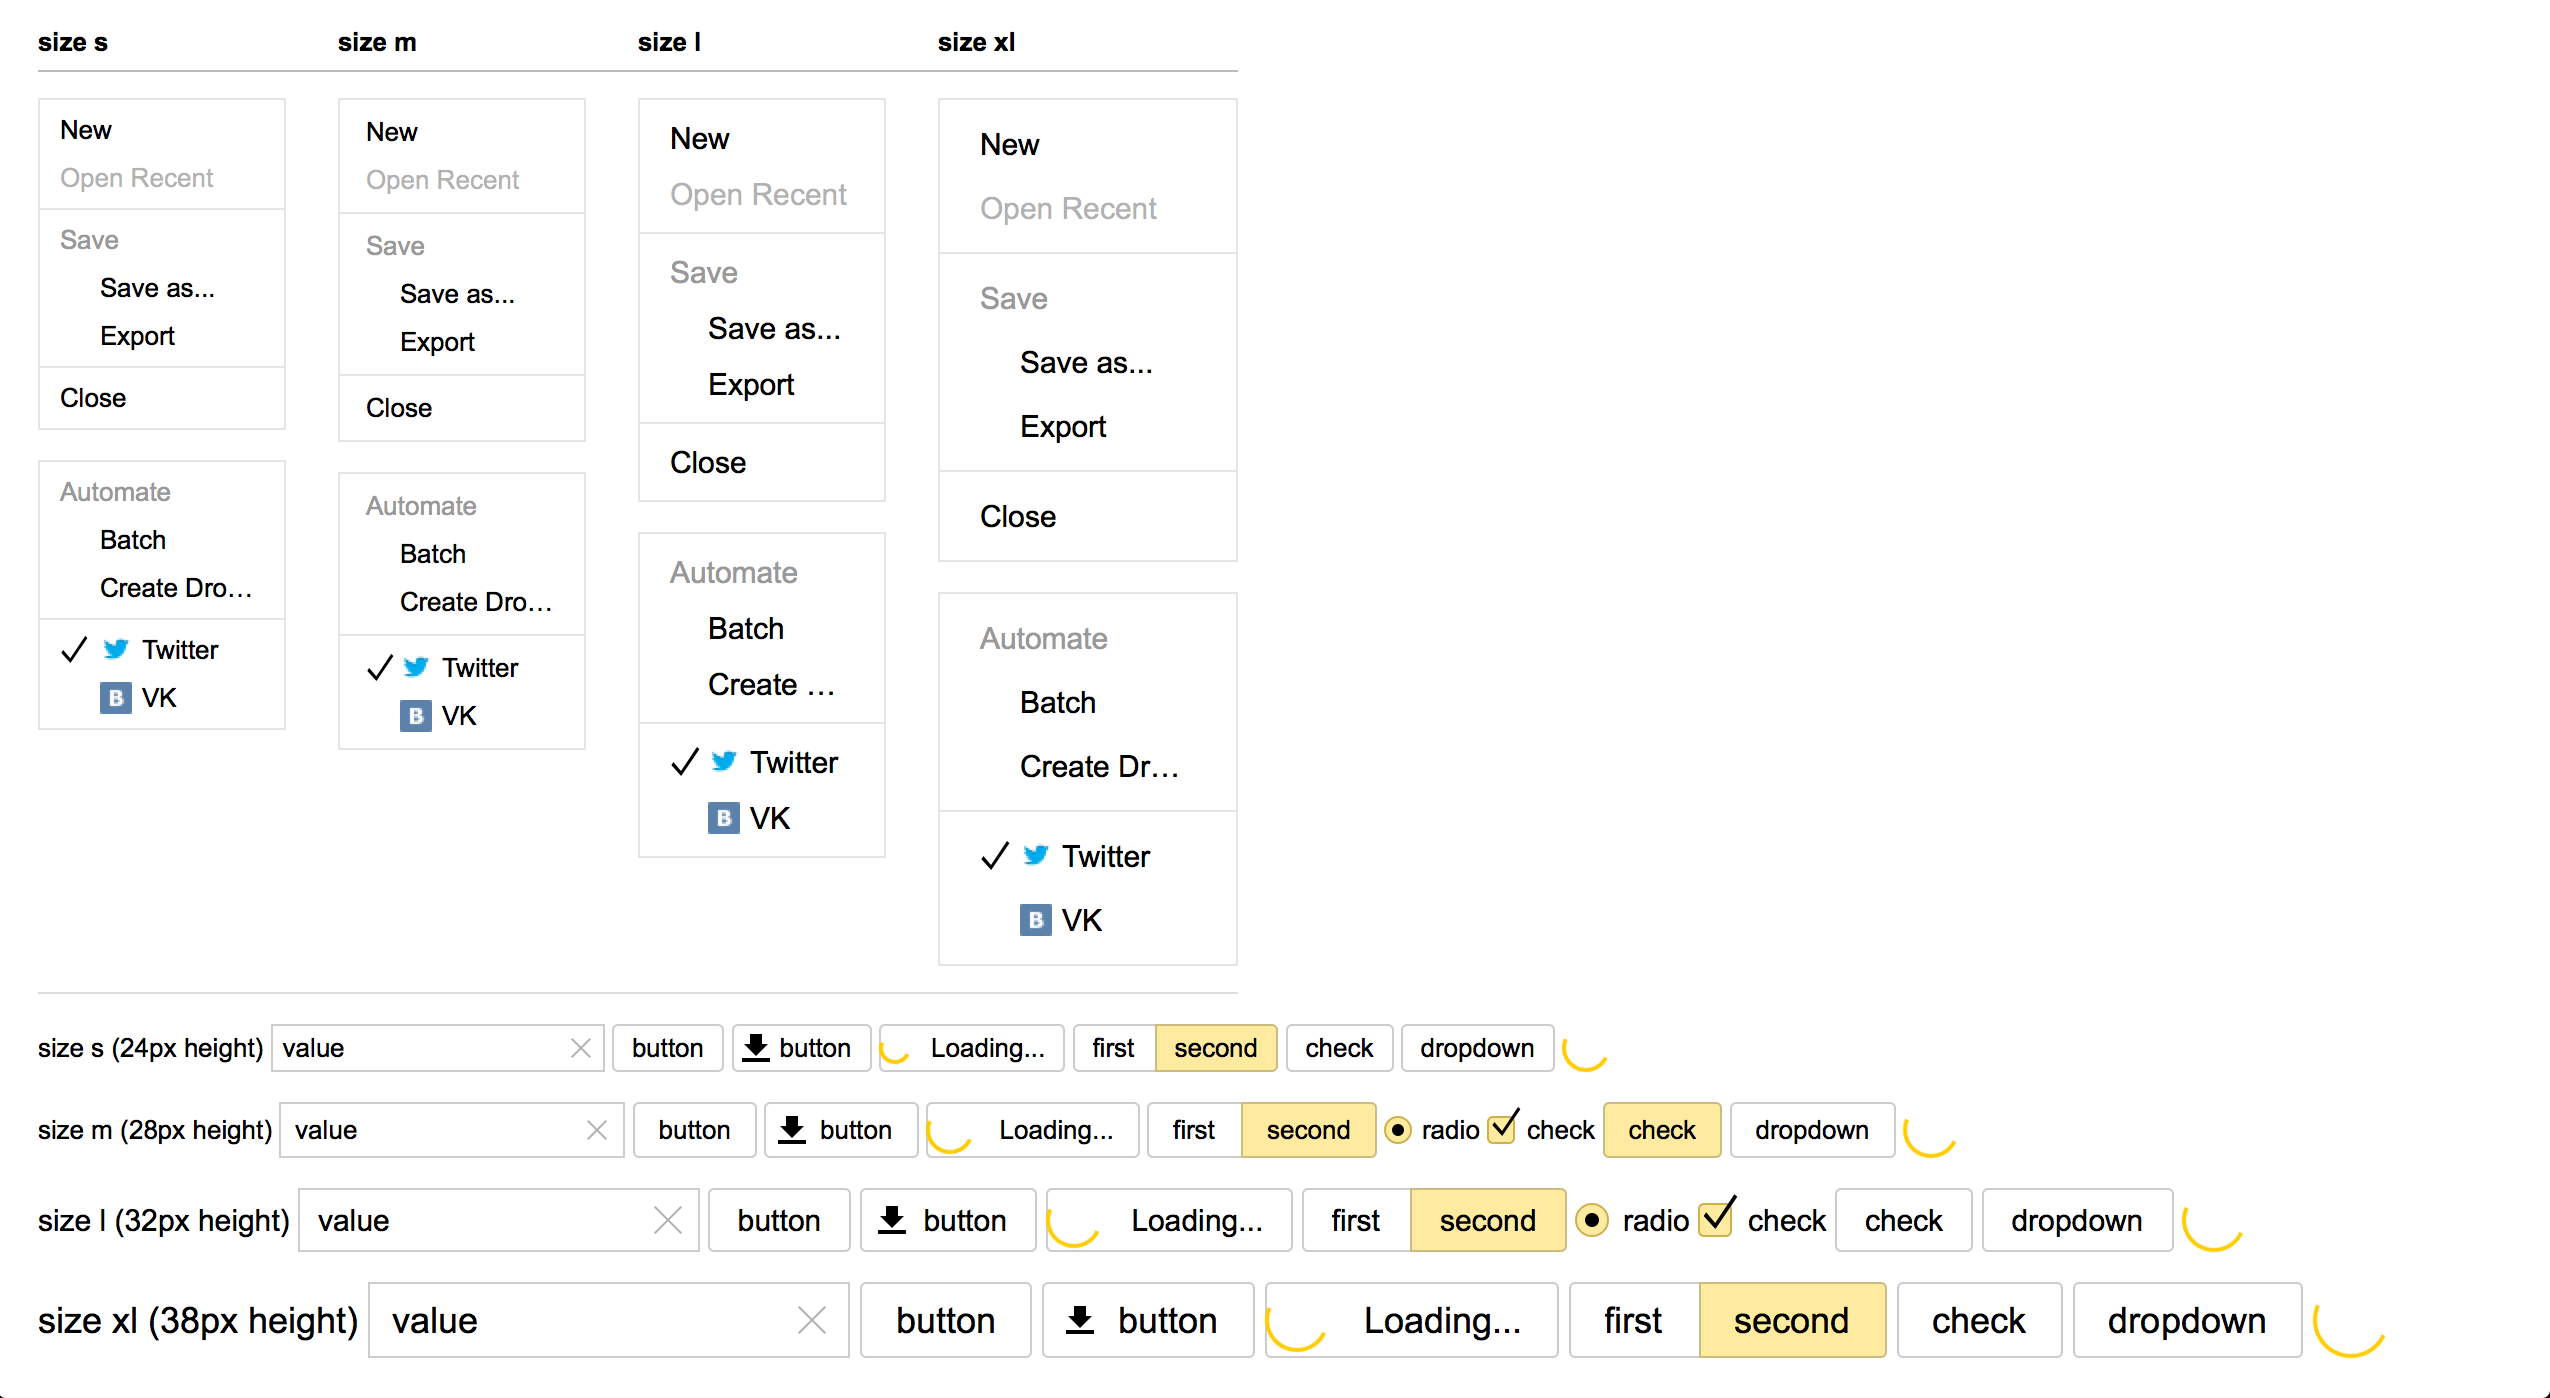 size s
size m
size l
size xl
New
Open Recent
Save
Save as...
Export
Close
Automate
Batch
Create Dro...
Twitter
B VK
New
Open Recent
Save
Save as...
Export
Close
Automate
Batch
Create Dro...
Twitter
B VK
New
Open Recent
Save
Save as...
Export
Close
Automate
Batch
Create ...
Twitter
B VK
New
Open Recent
Save
Save as...
Export
Close
Automate
Batch
Create Dr...
Twitter
B VK
size s (24px height) value button button Loading... first second check dropdown
size m (28px height) value button button Loading... first second radio check check dropdown
size l (32px height) value button button Loading... first second radio check check dropdown
size xl (38px height) value button button Loading... first second check dropdown